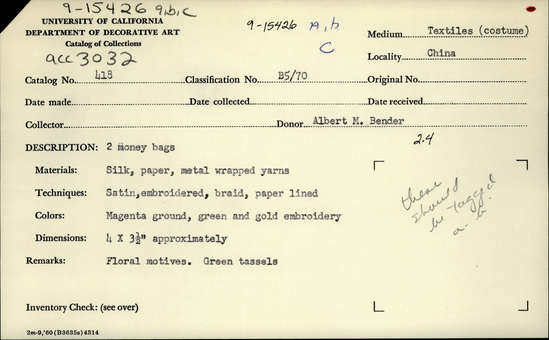 9-15426 a,b,c
UNIVERSITY OF CALIFORNIA
DEPARTMENT OF DECORATIVE ART
Catalog of Collections
acc 3032
9-15426 A, b
C
Medium Textiles (costume)
Locality China
Catalog No. 418 Classification No. B5/70 Original No.
Date made Date collected Date received
Collector Donor Albert M. Bender
DESCRIPTION: 2 money bags
2.4
Materials: Silk, paper, metal wrapped yarns
Techniques: Satin,embroidered, braid, paper lined
Colors: Magenta ground, green and gold embroidery
Dimensions: 4 X 3½" approximately
Remarks: Floral motives. Green tassels
these
should
be tagged
a. b.
Inventory Check: (see over)
2m-9,'60(B3635s)4314